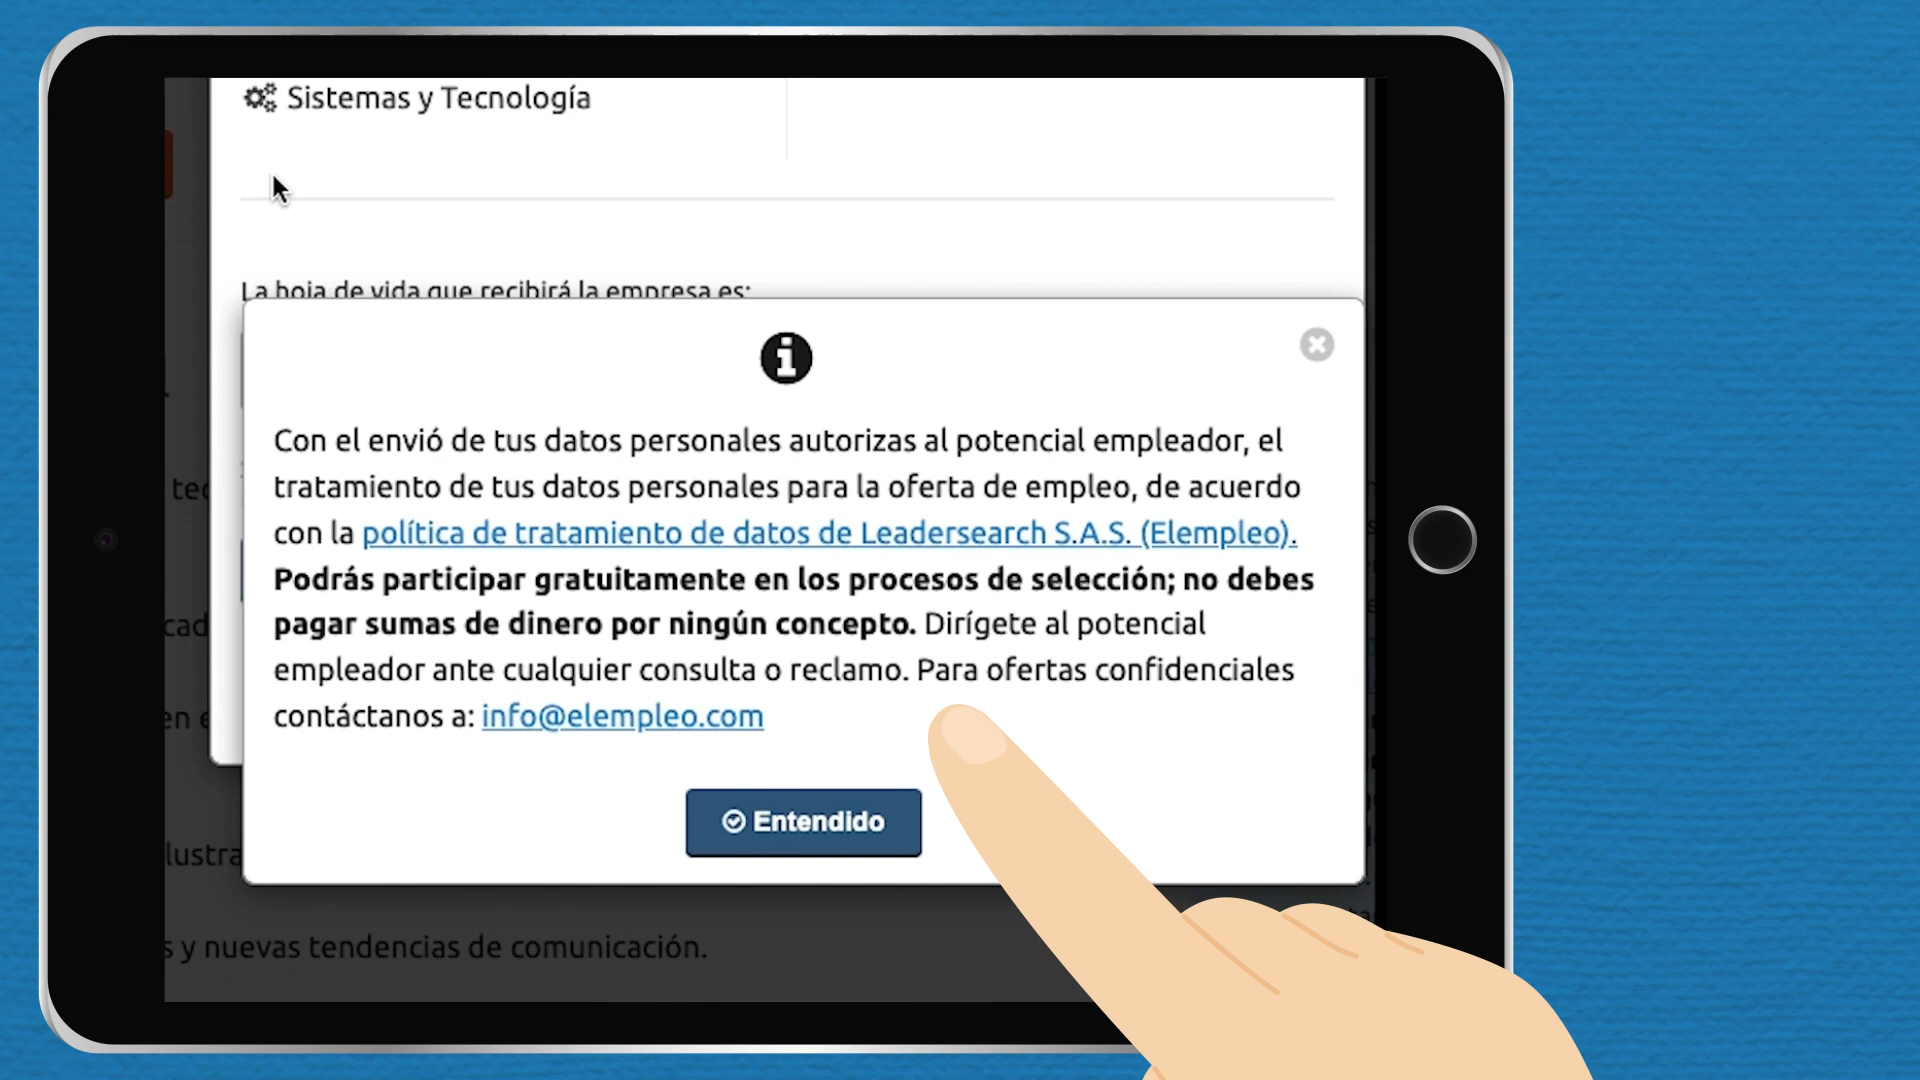 Sistemas y Tecnología
La hoja de vida que recibirá la empresa es:
Con el envió de tus datos personales autorizas al potencial empleador, el
tratamiento de tus datos personales para la oferta de empleo, de acuerdo
con la política de tratamiento de datos de Leadersearch S.A.S. (Elempleo).
Podrás participar gratuitamente en los procesos de selección; no debes
pagar sumas de dinero por ningún concepto. Dirígete al potencial
empleador ante cualquier consulta o reclamo. Para ofertas confidenciales
contáctanos a: info@elempleo.com
Entendido
s y nuevas tendencias de comunicación.